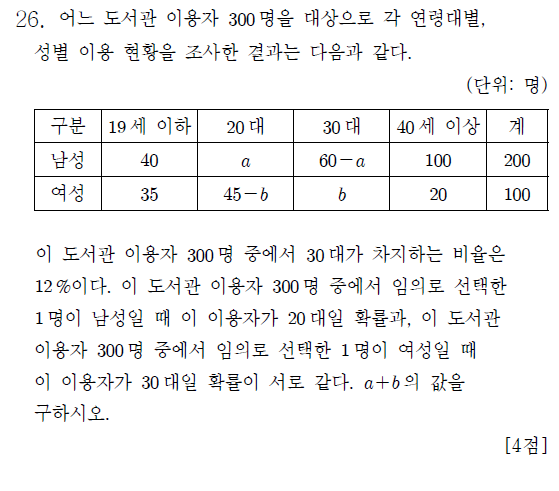 26. 어느 도서관 이용자 300명을 대상으로 각 연령대별,
성별 이용 현황을 조사한 결과는 다음과 같다.
(단위: 명)
구분 19세 이하 20대 30대 40세 이상 계
남성 40 a 60-a 100 200
여성 35 45-b b 20 100
이 도서관 이용자 300명 중에서 30대가 차지하는 비율은
12%이다. 이 도서관 이용자 300명 중에서 임의로 선택한
1명이 남성일 때 이 이용자가 20대일 확률과, 이 도서관
이용자 300명 중에서 임의로 선택한 1명이 여성일 때
이 이용자가 30대일 확률이 서로 같다. a+b의 값을
구하시오.
[4점]